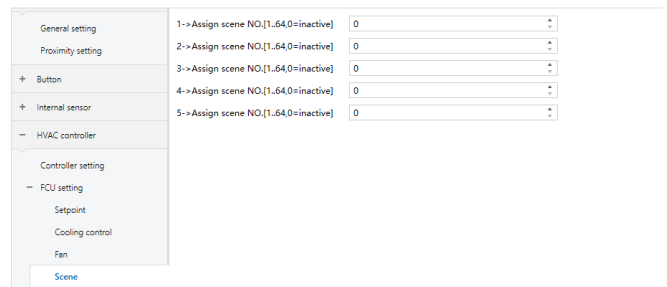 General setting
Proximity setting
+ Button
+ Internal sensor
− HVAC controller
Controller setting
− FCU setting
Setpoint
Cooling control
Fan
Scene
1->Assign scene NO.[1..64,0=inactive] 0
2->Assign scene NO.[1..64,0=inactive] 0
3->Assign scene NO.[1..64,0=inactive] 0
4->Assign scene NO.[1..64,0=inactive] 0
5->Assign scene NO.[1..64,0=inactive] 0